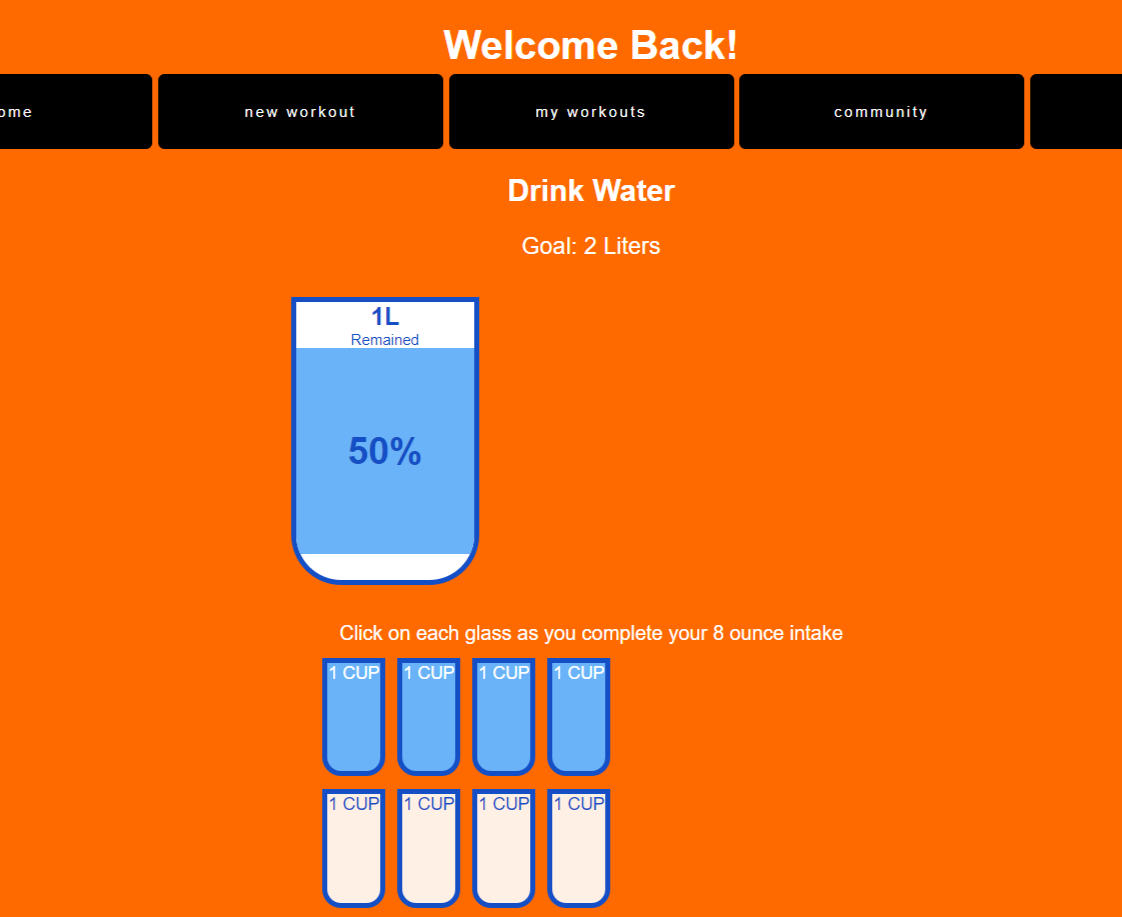 Welcome Back!
ome new workout my workouts community
Drink Water
Goal: 2 Liters
1L
Remained
50%
Click on each glass as you complete your 8 ounce intake
1 CUP 1 CUP 1 CUP 1 CUP
1 CUP 1 CUP 1 CUP 1 CUP